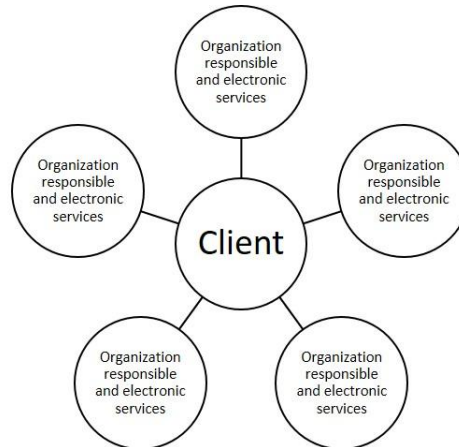 Organization
responsible
and electronic
services
Organization
responsible
and electronic
services
Organization
responsible
and electronic
services
Client
Organization
responsible
and electronic
services
Organization
responsible
and electronic
services